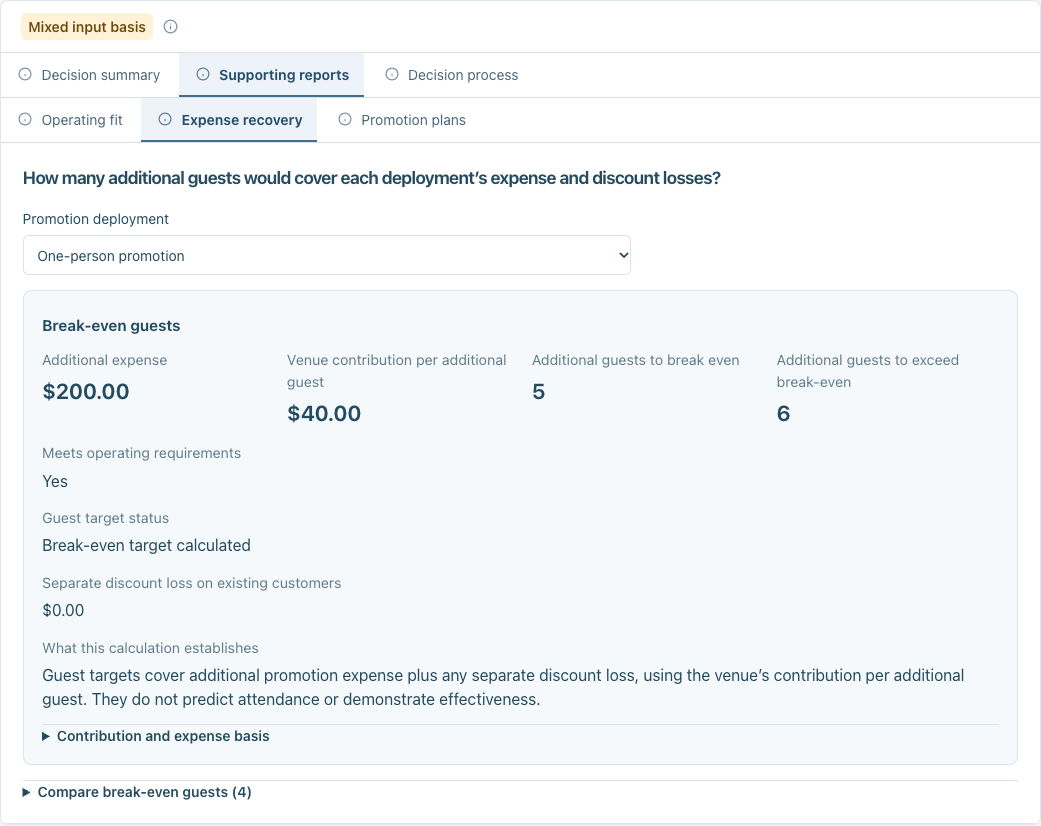 Mixed input basis
Decision summary
Supporting reports
Decision process
Operating fit
Expense recovery
Promotion plans
How many additional guests would cover each deployment’s expense and discount losses?
Promotion deployment
One-person promotion
Break-even guests
Additional expense
$200.00
Venue contribution per additional
guest
$40.00
Additional guests to break even
5
Additional guests to exceed
break-even
6
Meets operating requirements
Yes
Guest target status
Break-even target calculated
Separate discount loss on existing customers
$0.00
What this calculation establishes
Guest targets cover additional promotion expense plus any separate discount loss, using the venue’s contribution per additional
guest. They do not predict attendance or demonstrate effectiveness.
Contribution and expense basis
Compare break-even guests (4)